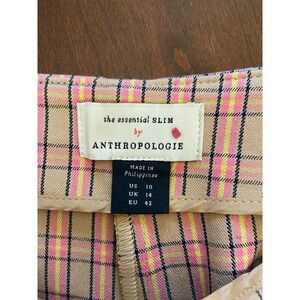 the essential SLIM
by
ANTHROPOLOGIE
MADE IN
Philippines
US 10
UK 14
EU 42